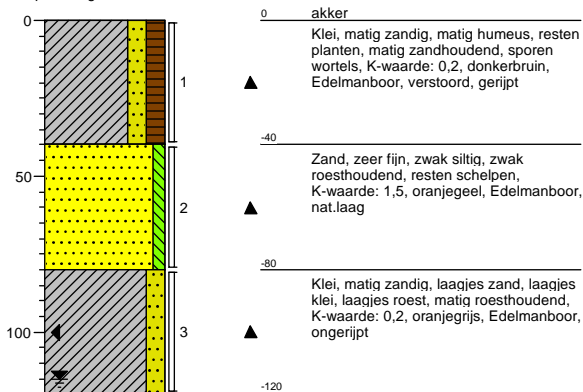 0
akker
0
Klei, matig zandig, matig humeus, resten
planten, matig zandhoudend, sporen
wortels, K-waarde: 0,2, donkerbruin,
Edelmanboor, verstoord, gerijpt
1
-40
50
Zand, zeer fijn, zwak siltig, zwak
roesthoudend, resten schelpen,
K-waarde: 1,5, oranjegeel, Edelmanboor,
nat.laag
2
-80
Klei, matig zandig, laagjes zand, laagjes
klei, laagjes roest, matig roesthoudend,
K-waarde: 0,2, oranjegrijs, Edelmanboor,
ongerijpt
100
3
-120